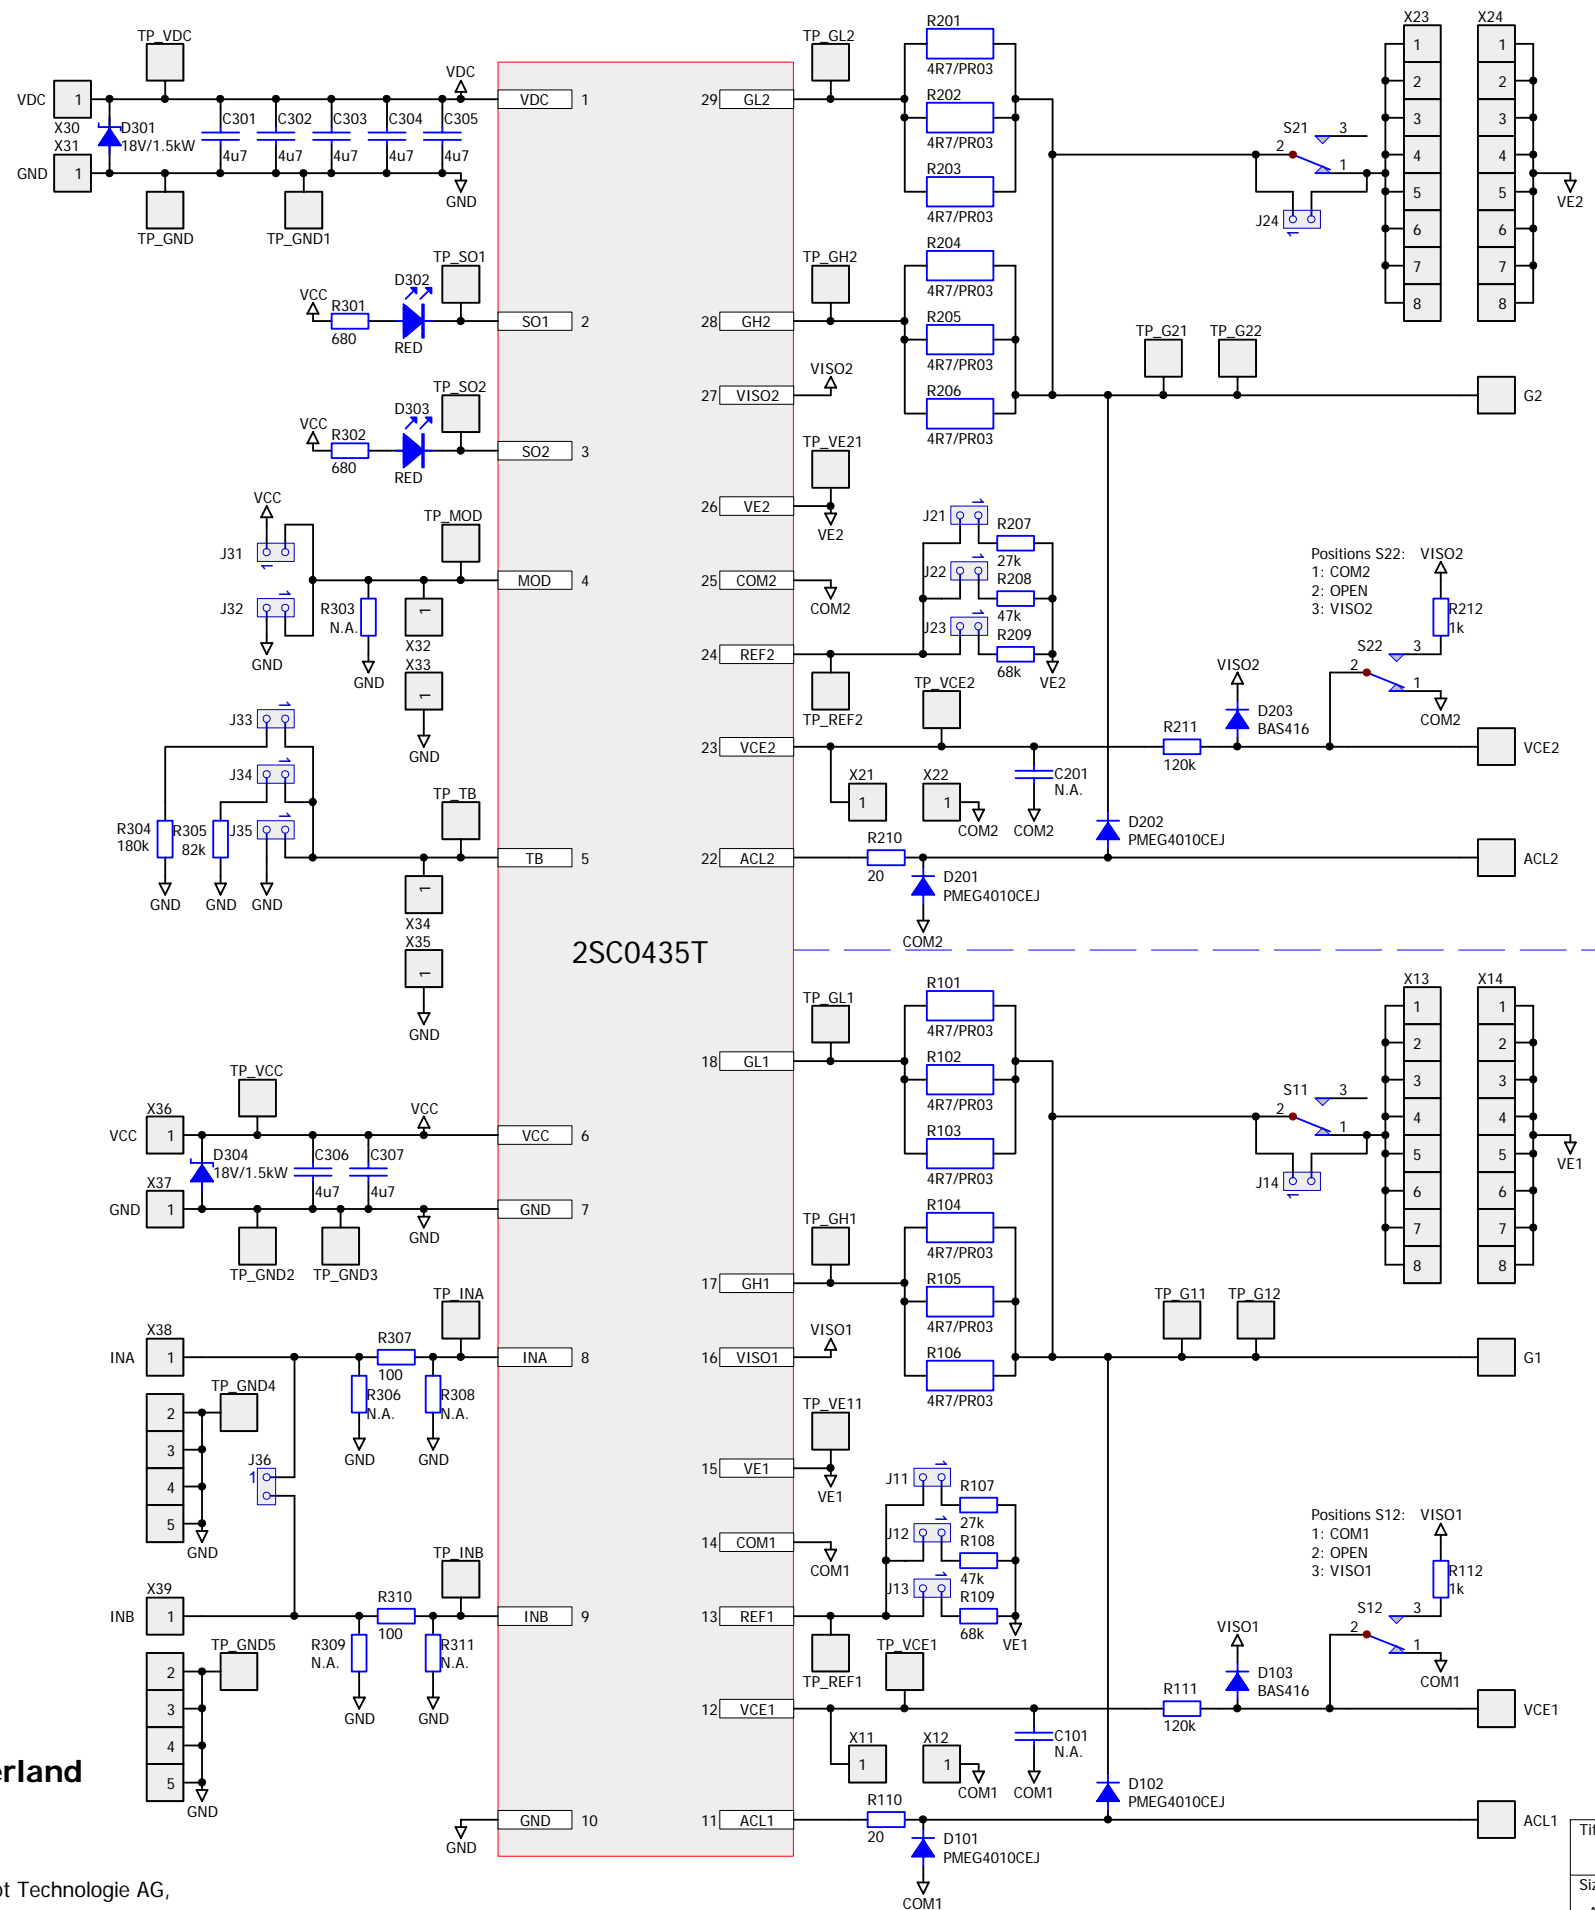 TP_VDC
VDC 1
X30
X31
GND 1
D301
18V/1.5kW
C301
4u7
C302
4u7
C303
4u7
C304
4u7
C305
4u7
VDC
GND
TP_GND
TP_GND1
VDC 1
TP_SO1
D302
RED
VCC
R301
680
SO1 2
TP_SO2
D303
RED
VCC
R302
680
SO2 3
VCC
J31
1
J32
1
GND
TP_MOD
R303
N.A.
GND
1
X32
X33
1
GND
MOD 4
J33
1
J34
1
J35
1
R304
180k
R305
82k
GND
GND
GND
TP_TB
TB 5
1
X34
X35
1
GND
2SC0435T
TP_VCC
X36
VCC 1
X37
GND 1
D304
18V/1.5kW
C306
4u7
C307
4u7
VCC
GND
TP_GND2
TP_GND3
VCC 6
GND 7
TP_INA
X38
INA 1
R307
100
R306
N.A.
R308
N.A.
GND
GND
INA 8
TP_GND4
2
3
4
5
GND
J36
1
TP_INB
X39
INB 1
R310
100
R309
N.A.
R311
N.A.
GND
GND
INB 9
TP_GND5
2
3
4
5
GND
GND
GND 10
TP_GL2
29 GL2
R201
4R7/PR03
R202
4R7/PR03
R203
4R7/PR03
TP_GH2
28 GH2
R204
4R7/PR03
R205
4R7/PR03
R206
4R7/PR03
VISO2
27 VISO2
TP_VE21
26 VE2
VE2
25 COM2
COM2
24 REF2
TP_REF2
J21
1
R207
27k
J22
1
R208
47k
J23
1
R209
68k
VE2
TP_VCE2
23 VCE2
X21
1
X22
1
COM2
C201
N.A.
COM2
R211
120k
VISO2
D203
BAS416
Positions S22:
1: COM2
2: OPEN
3: VISO2
VISO2
R212
1k
S22
3
2
1
COM2
VCE2
22 ACL2
R210
20
D201
PMEG4010CEJ
COM2
D202
PMEG4010CEJ
ACL2
S21
3
2
1
J24
1
X23
1
2
3
4
5
6
7
8
X24
1
2
3
4
5
6
7
8
VE2
TP_G21
TP_G22
G2
TP_GL1
18 GL1
R101
4R7/PR03
R102
4R7/PR03
R103
4R7/PR03
TP_GH1
17 GH1
R104
4R7/PR03
R105
4R7/PR03
R106
4R7/PR03
VISO1
16 VISO1
TP_VE11
15 VE1
VE1
14 COM1
COM1
13 REF1
TP_REF1
J11
1
R107
27k
J12
1
R108
47k
J13
1
R109
68k
VE1
TP_VCE1
12 VCE1
X11
1
X12
1
COM1
C101
N.A.
COM1
R111
120k
VISO1
D103
BAS416
Positions S12:
1: COM1
2: OPEN
3: VISO1
VISO1
R112
1k
S12
3
2
1
COM1
VCE1
11 ACL1
R110
20
D101
PMEG4010CEJ
COM1
D102
PMEG4010CEJ
ACL1
S11
3
2
1
J14
1
X13
1
2
3
4
5
6
7
8
X14
1
2
3
4
5
6
7
8
VE1
TP_G11
TP_G12
G1
erland
Technologie AG,